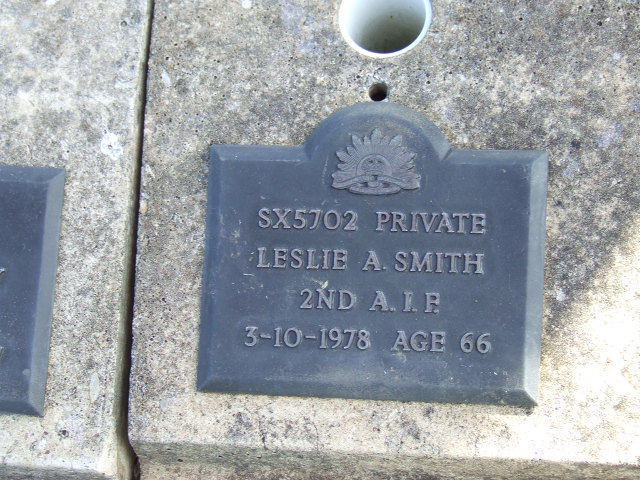 SX5702 PRIVATE
LESLIE A. SMITH
2ND A.I.F.
3-10-1978 AGE 66